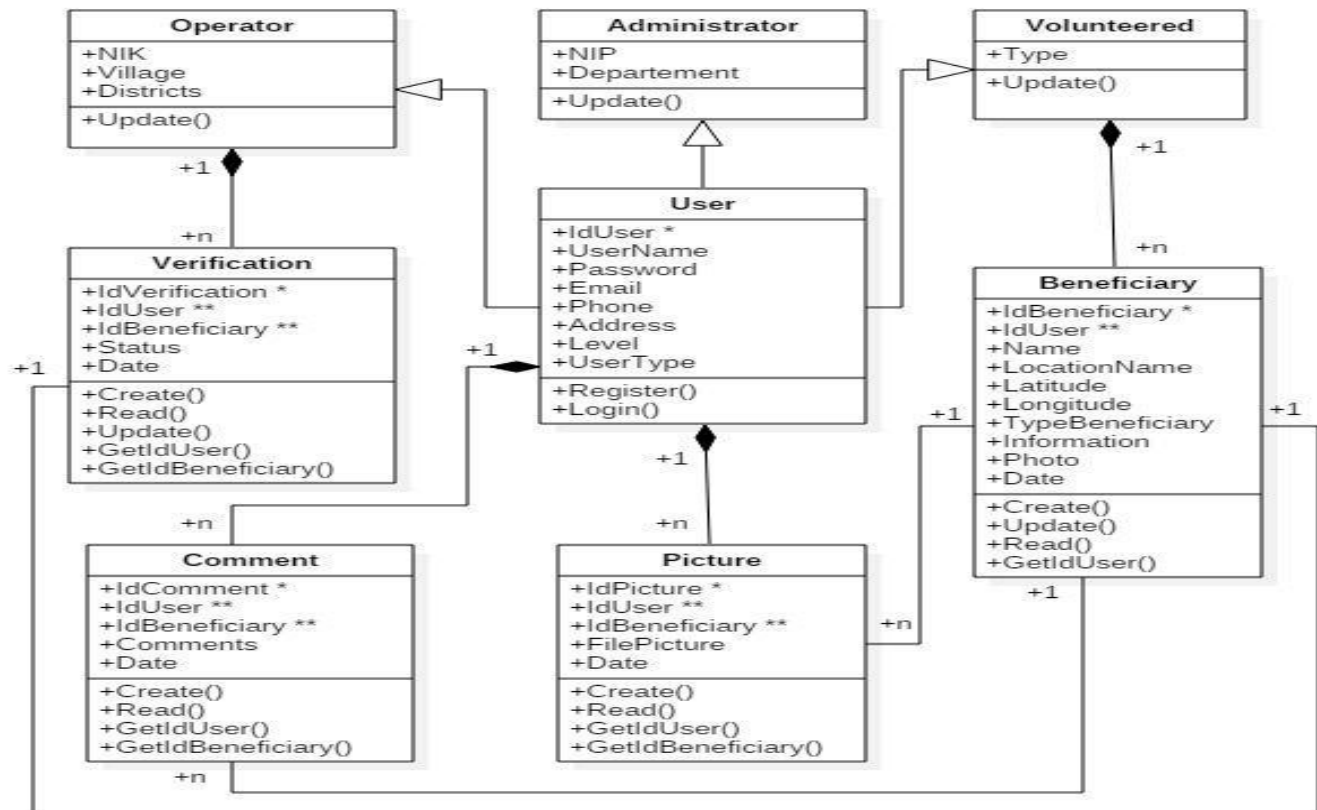 Operator
+NIK
+Village
+Districts
+Update()
Administrator
+NIP
+Departement
+Update()
Volunteered
+Type
+Update()
+1
+n
+1
+n
User
+IdUser *
+UserName
+Password
+Email
+Phone
+Address
+Level
+UserType
+Register()
+Login()
Verification
+IdVerification *
+IdUser **
+IdBeneficiary **
+Status
+Date
+Create()
+Read()
+Update()
+GetIdUser()
+GetIdBeneficiary()
+1
+1
+n
+1
+n
Beneficiary
+IdBeneficiary *
+IdUser **
+Name
+LocationName
+Latitude
+Longitude
+TypeBeneficiary
+Information
+Photo
+Date
+Create()
+Update()
+Read()
+GetIdUser()
+1
+1
+1
+n
Comment
+IdComment *
+IdUser **
+IdBeneficiary **
+Comments
+Date
+Create()
+Read()
+GetIdUser()
+GetIdBeneficiary()
+n
Picture
+IdPicture *
+IdUser **
+IdBeneficiary **
+FilePicture
+Date
+Create()
+Read()
+GetIdUser()
+GetIdBeneficiary()